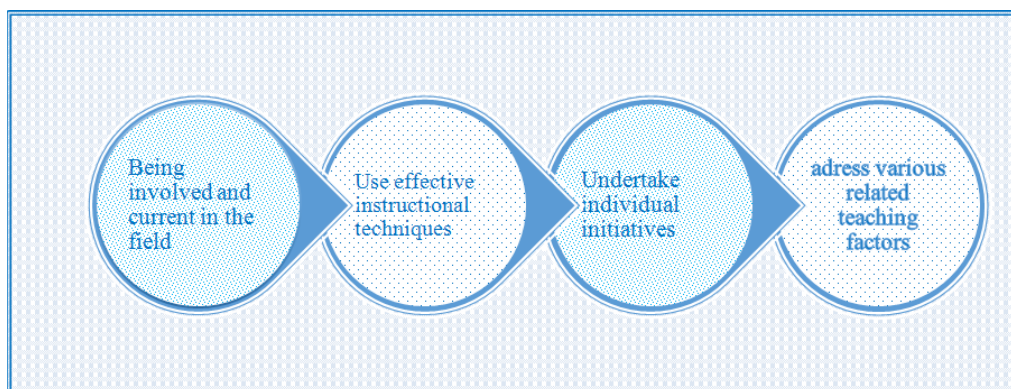 Being
involved and
current in the
field
Use effective
instructional
techniques
Undertake
individual
initiatives
adress various
related
teaching
factors